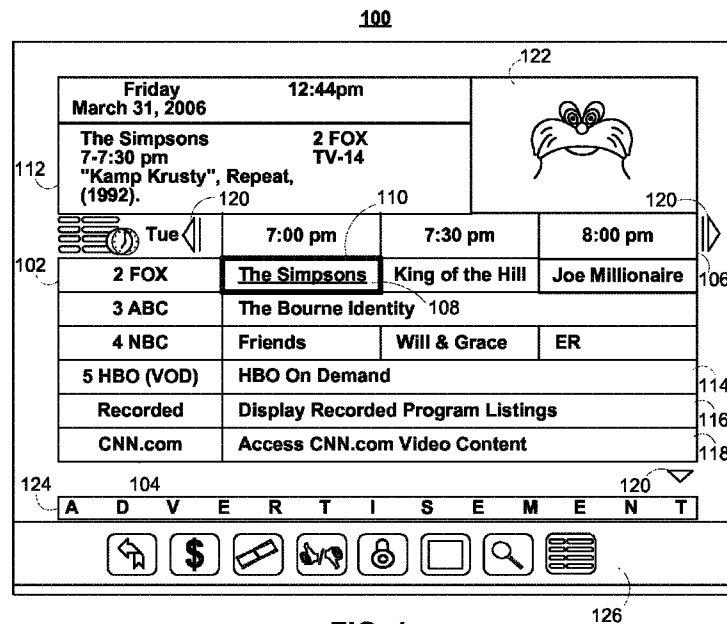 100
122
Friday 12:44pm
March 31, 2006
The Simpsons 2 FOX
7-7:30 pm TV-14
"Kamp Krusty", Repeat,
(1992).
112
120 110 120
Tue 7:00 pm 7:30 pm 8:00 pm
102 2 FOX The Simpsons King of the Hill Joe Millionaire 106
3 ABC The Bourne Identity 108
4 NBC Friends Will & Grace ER
5 HBO (VOD) HBO On Demand 114
Recorded Display Recorded Program Listings 116
CNN.com Access CNN.com Video Content 118
124 104 120
A D V E R T I S E M E N T
$
126